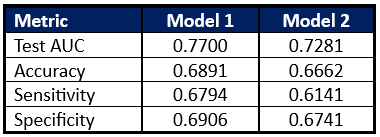 Metric Model 1 Model 2
Test AUC 0.7700 0.7281
Accuracy 0.6891 0.6662
Sensitivity 0.6794 0.6141
Specificity 0.6906 0.6741